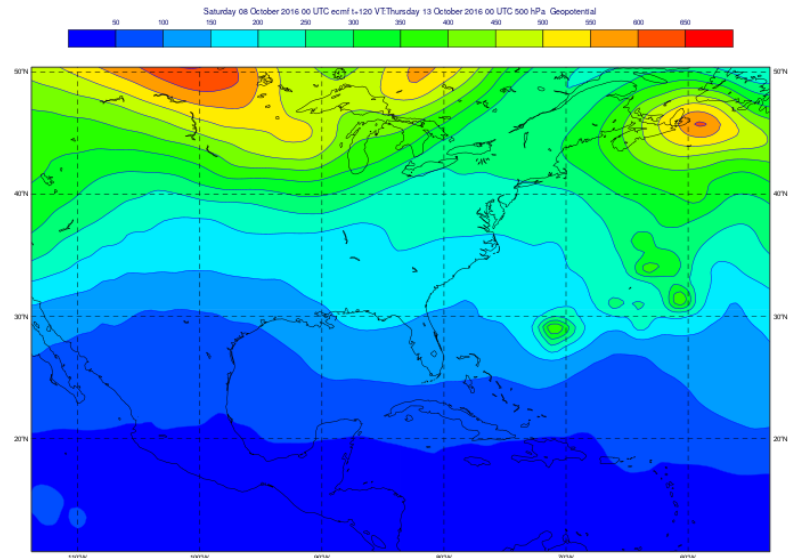 Saturday 08 October 2016 00 UTC ecmf t+120 VT:Thursday 13 October 2016 00 UTC 500 hPa Geopotential
50 100 150 200 250 300 350 400 450 500 550 600 650
50°N 50°N
40°N 40°N
30°N 30°N
20°N 20°N